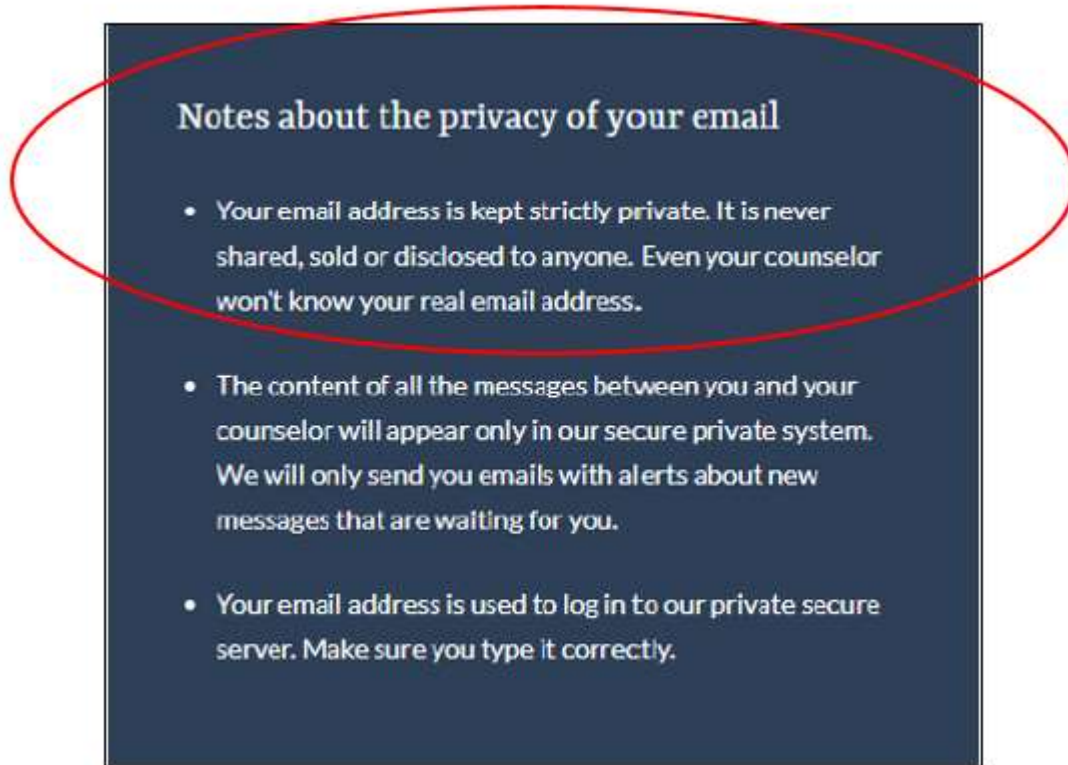 Notes about the privacy of your email
• Your email address is kept strictly private. It is never
shared, sold or disclosed to anyone. Even your counselor
won't know your real email address.
• The content of all the messages between you and your
counselor will appear only in our secure private system.
We will only send you emails with alerts about new
messages that are waiting for you.
• Your email address is used to log in to our private secure
server. Make sure you type it correctly.